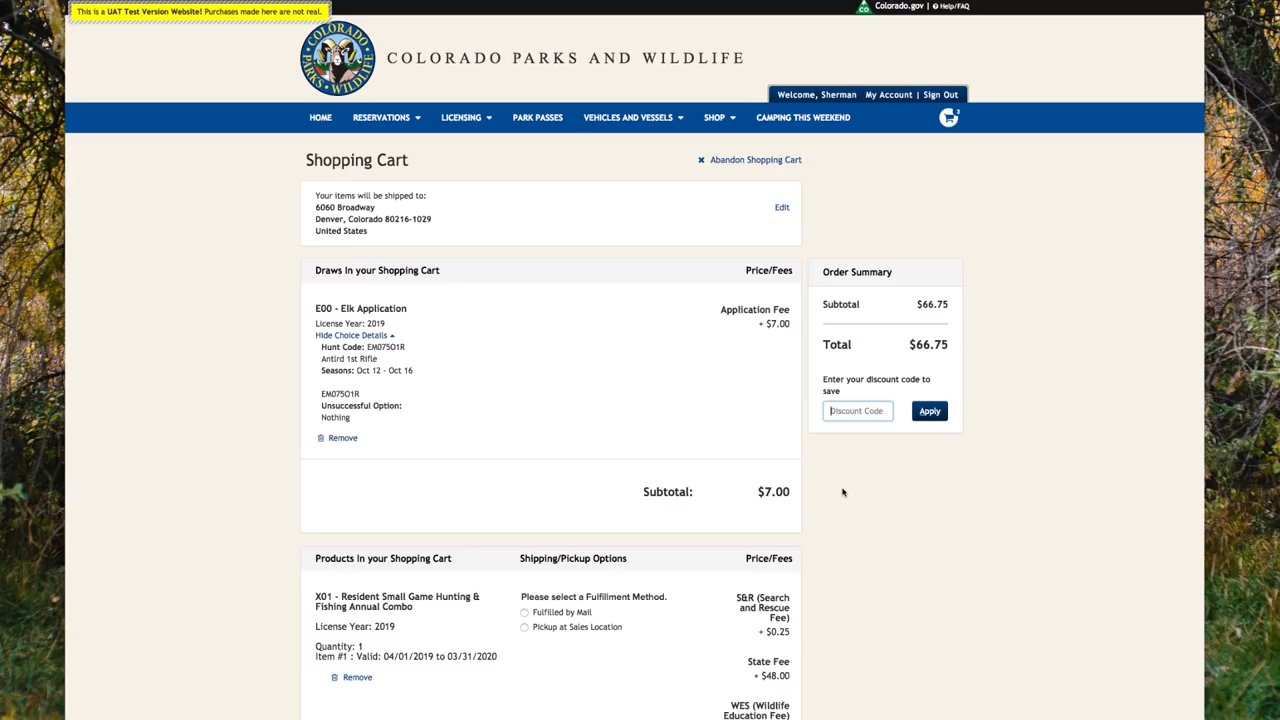 This is a UAT Test Version Website! Purchases made here are not real.
Colorado.gov | Help/FAQ
COLORADO PARKS AND WILDLIFE
COLORADO
PARKS
WILDLIFE
Welcome, Sherman My Account | Sign Out
HOME RESERVATIONS LICENSING PARK PASSES VEHICLES AND VESSELS SHOP CAMPING THIS WEEKEND 3
Shopping Cart
Abandon Shopping Cart
Your items will be shipped to:
6060 Broadway
Edit
Denver, Colorado 80216-1029
United States
Draws In your Shopping Cart Price/Fees
E00 - Elk Application
Application Fee
License Year: 2019
+ $7.00
Hide Choice Details
Hunt Code: EM075O1R
Antlrd 1st Rifle
Seasons: Oct 12 - Oct 16
EM075O1R
Unsuccessful Option:
Nothing
Remove
Subtotal: $7.00
Order Summary
Subtotal $66.75
Total $66.75
Enter your discount code to
save
Discount Code Apply
Products in your Shopping Cart Shipping/Pickup Options Price/Fees
X01 - Resident Small Game Hunting &
Fishing Annual Combo
License Year: 2019
Quantity: 1
Item #1 : Valid: 04/01/2019 to 03/31/2020
Remove
Please select a Fulfillment Method.
Fulfilled by Mail
Pickup at Sales Location
S&R (Search
and Rescue
Fee)
+ $0.25
State Fee
+ $48.00
WES (Wildlife
Education Fee)